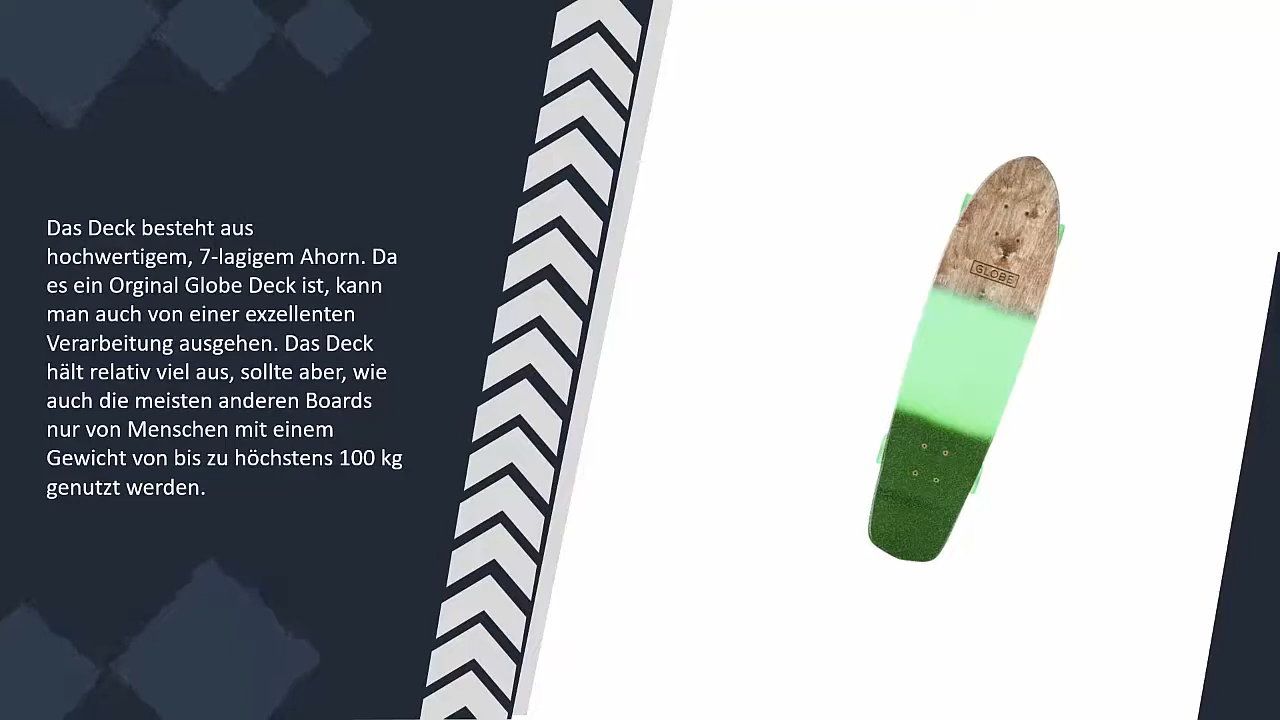 Das Deck besteht aus
hochwertigem, 7-lagigem Ahorn. Da
es ein Orginal Globe Deck ist, kann
man auch von einer exzellenten
Verarbeitung ausgehen. Das Deck
hält relativ viel aus, sollte aber, wie
auch die meisten anderen Boards
nur von Menschen mit einem
Gewicht von bis zu höchstens 100 kg
genutzt werden.
GLOBE